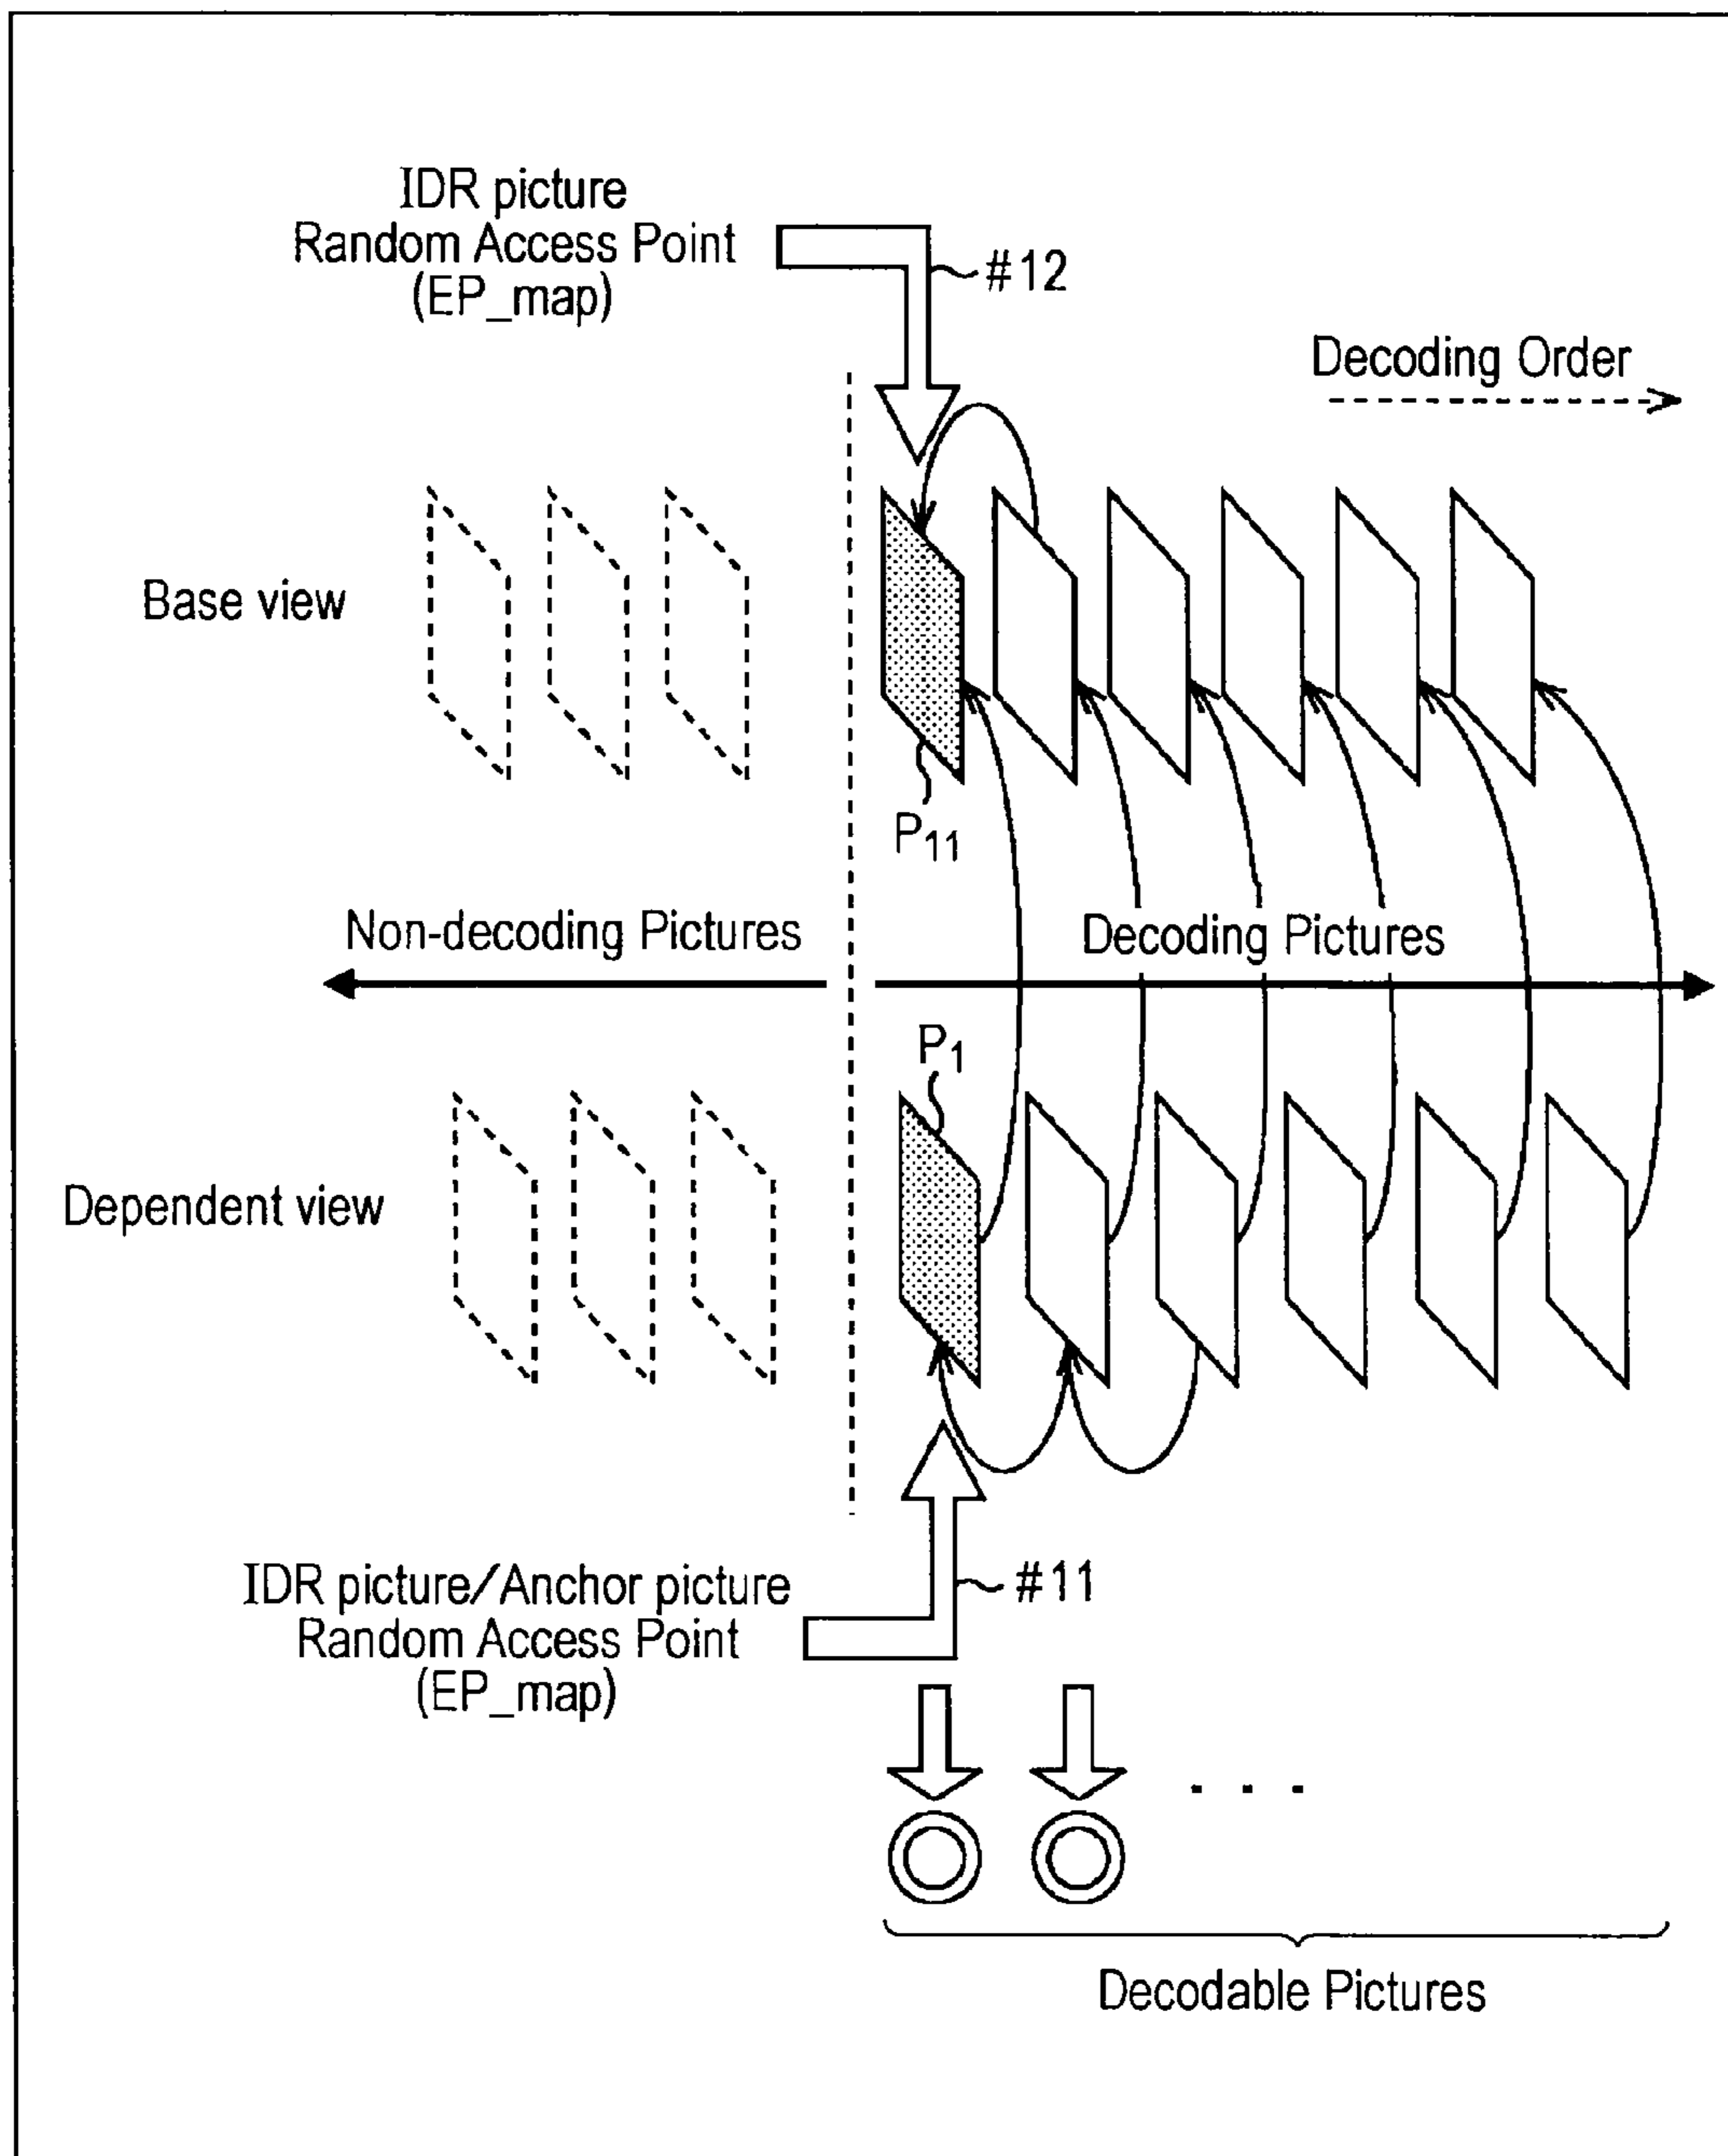 IDR picture
Random Access Point
(EP_map)
#12
Decoding Order
Base view
P11
Non-decoding Pictures
Decoding Pictures
P1
Dependent view
IDR picture/Anchor picture
Random Access Point
(EP_map)
#11
. . .
Decodable Pictures